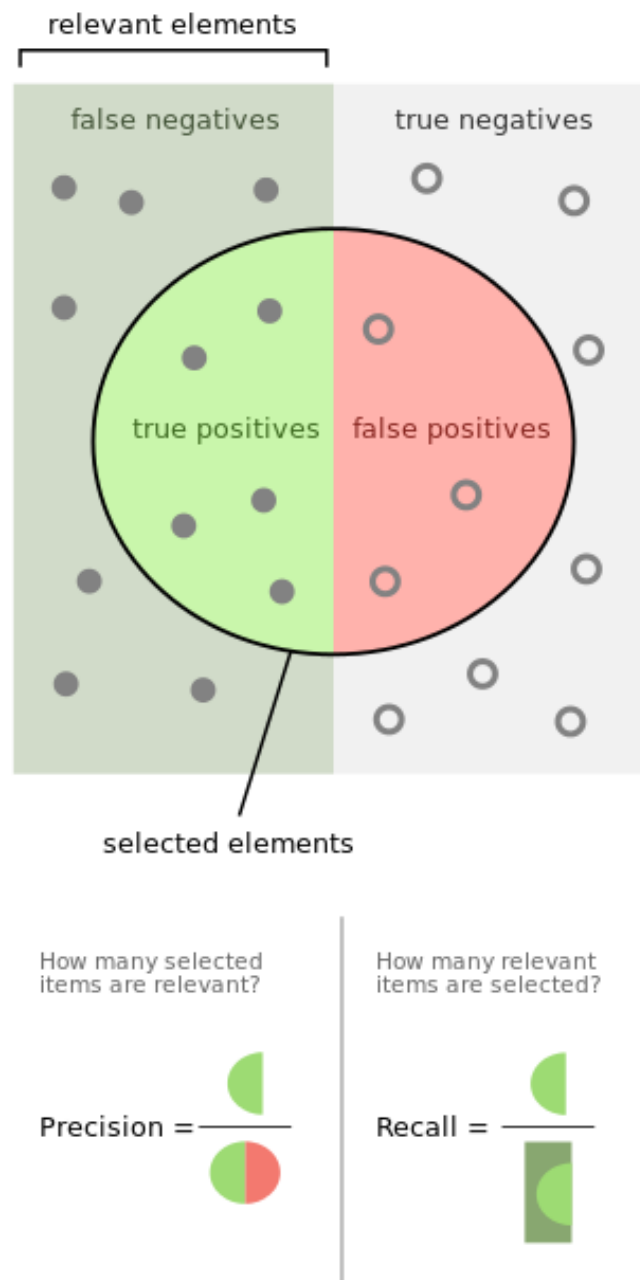 relevant elements
false negatives
true negatives
true positives
false positives
selected elements
How many selected
items are relevant?
How many relevant
items are selected?
Precision =
Recall =